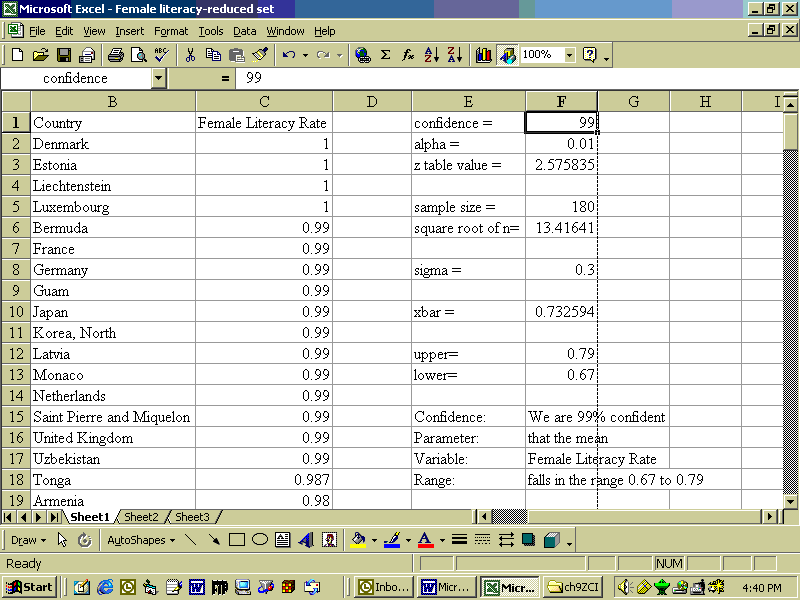 Microsoft Excel - Female literacy-reduced set
File Edit View Insert Format Tools Data Window Help
100%
confidence = 99
B C D E F G H I
1 Country Female Literacy Rate confidence = 99
2 Denmark 1 alpha = 0.01
3 Estonia 1 z table value = 2.575835
4 Liechtenstein 1
5 Luxembourg 1 sample size = 180
6 Bermuda 0.99 square root of n= 13.41641
7 France 0.99
8 Germany 0.99 sigma = 0.3
9 Guam 0.99
10 Japan 0.99 xbar = 0.732594
11 Korea, North 0.99
12 Latvia 0.99 upper= 0.79
13 Monaco 0.99 lower= 0.67
14 Netherlands 0.99
15 Saint Pierre and Miquelon 0.99 Confidence: We are 99% confident
16 United Kingdom 0.99 Parameter: that the mean
17 Uzbekistan 0.99 Variable: Female Literacy Rate
18 Tonga 0.987 Range: falls in the range 0.67 to 0.79
19 Armenia 0.98
Sheet1 Sheet2 Sheet3
Draw AutoShapes
Ready NUM
Start Inbo... Micr... Micr... ch9ZCI 4:40 PM